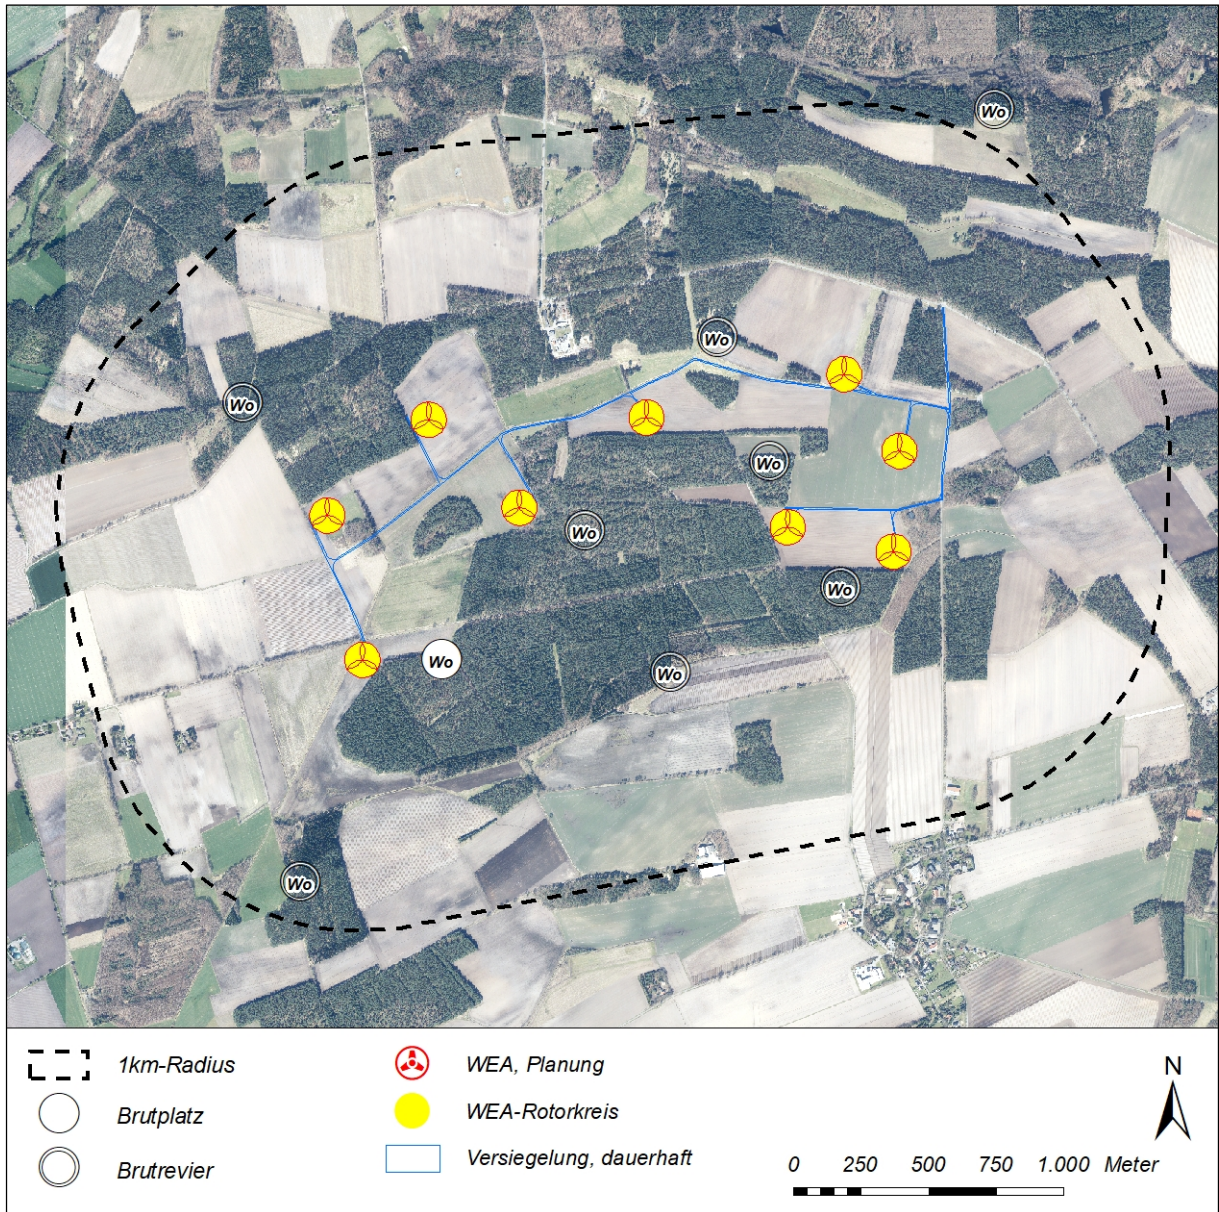 Wo
Wo
Wo
Wo
Wo
Wo
Wo
Wo
Wo
1km-Radius
Brutplatz
Brutrevier
WEA, Planung
WEA-Rotorkreis
Versiegelung, dauerhaft
N
0 250 500 750 1.000 Meter